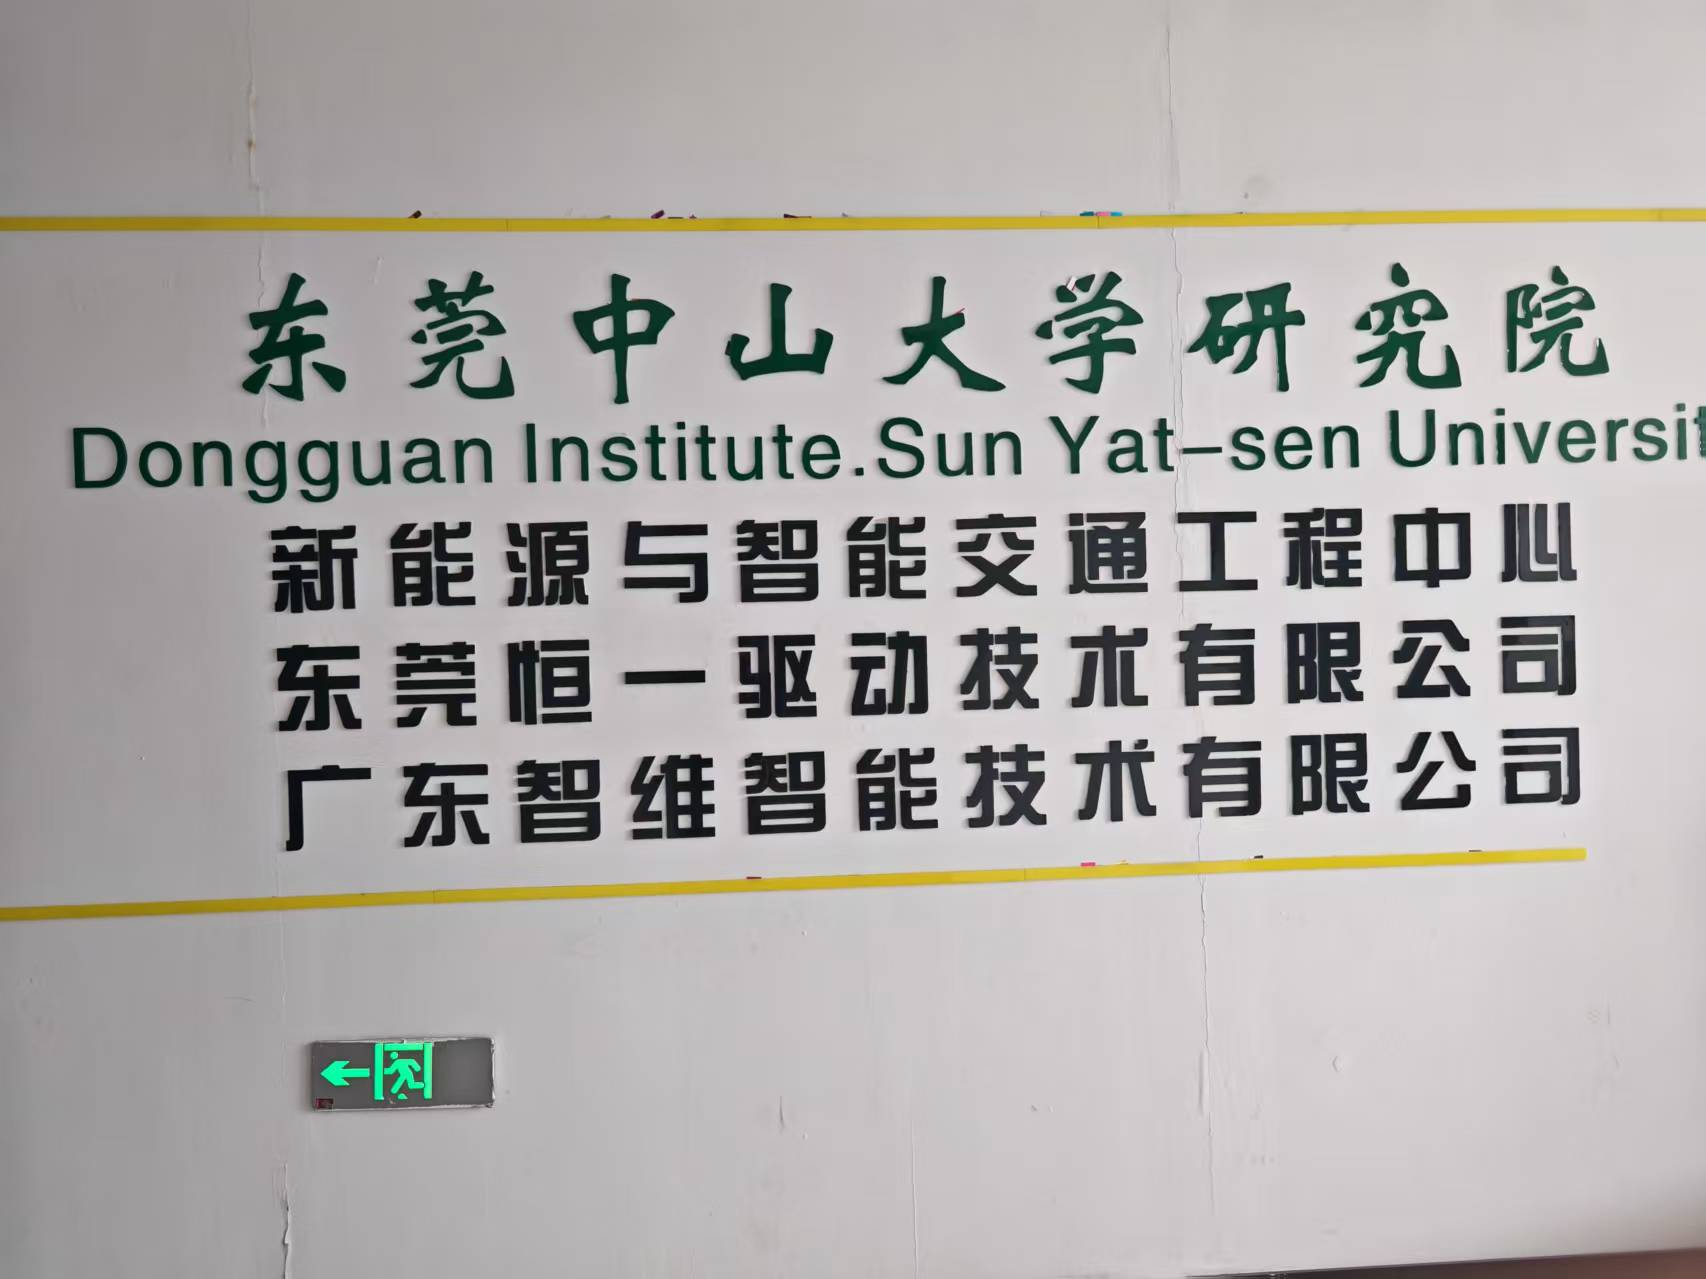 东莞中山大学研究院
Dongguan Institute.Sun Yat-sen Universit
新能源与智能交通工程中心
东莞恒一驱动技术有限公司
广东智维智能技术有限公司